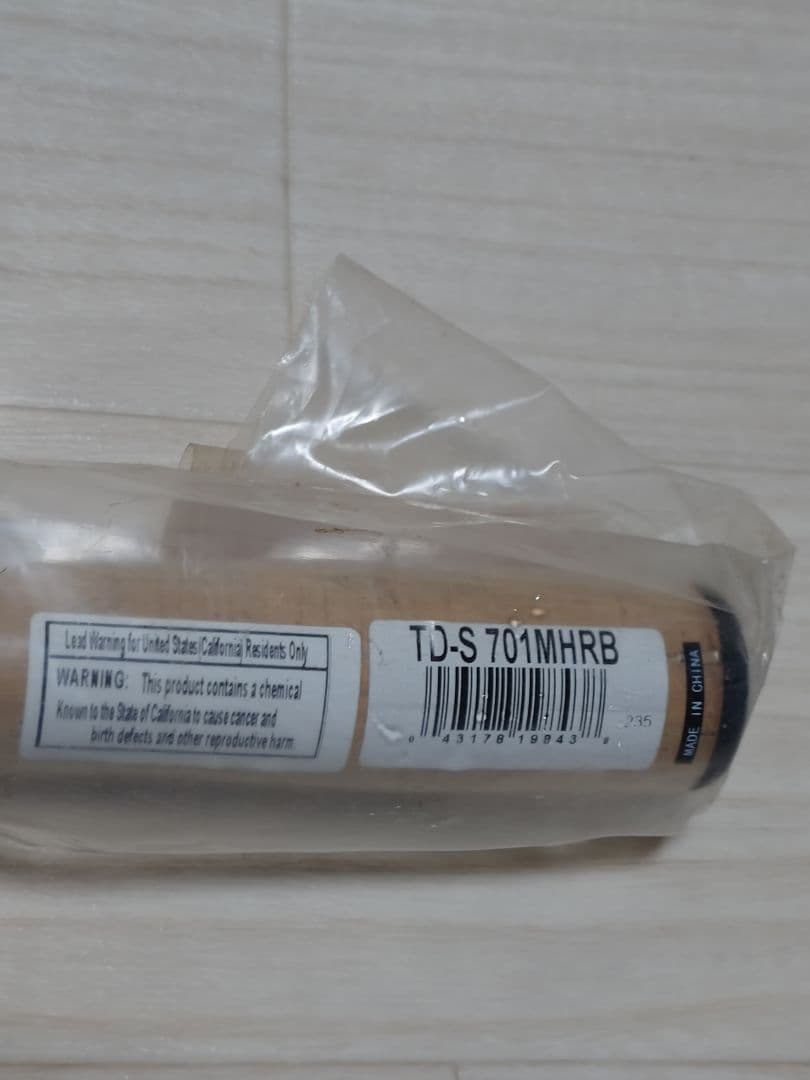 Lead Warning for United States (California) Residents Only
WARNING: This product contains a chemical
Known to the State of California to cause cancer and
birth defects and other reproductive harm
TD-S 701MHRB
0 43178 19843 9
235
MADE IN CHINA